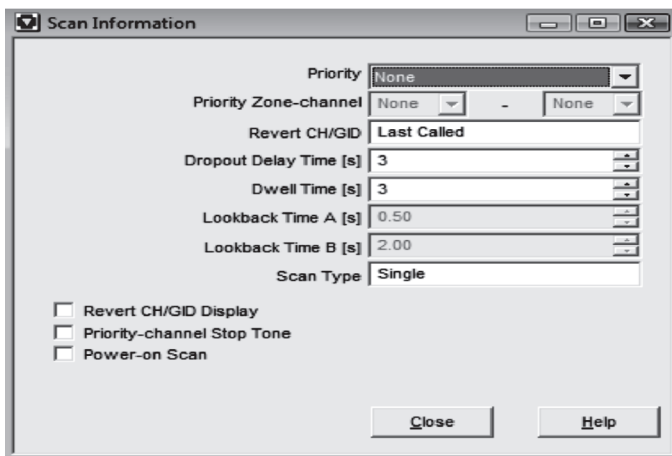 Scan Information
Priority None
Priority Zone-channel None - None
Revert CH/GID Last Called
Dropout Delay Time [s] 3
Dwell Time [s] 3
Lookback Time A [s] 0.50
Lookback Time B [s] 2.00
Scan Type Single
Revert CH/GID Display
Priority-channel Stop Tone
Power-on Scan
Close Help